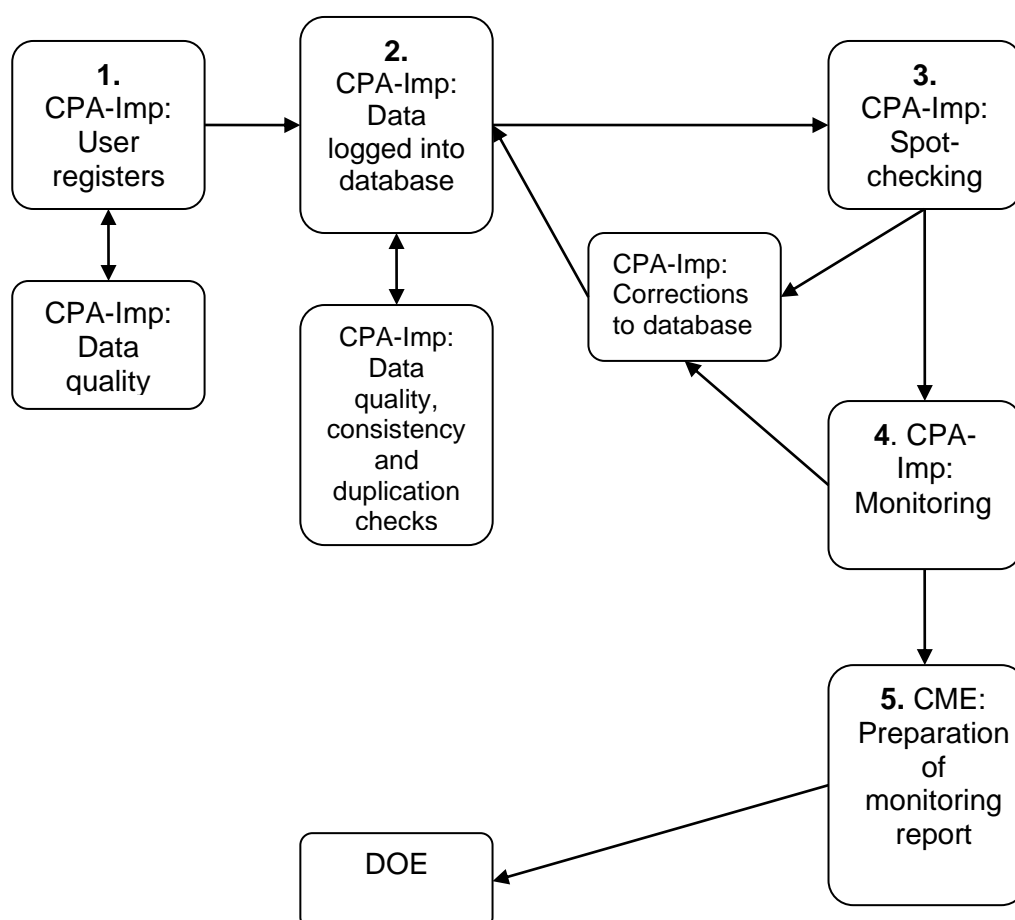 1.
CPA-Imp:
User
registers
2.
CPA-Imp:
Data
logged into
database
3.
CPA-Imp:
Spot-
checking
CPA-Imp:
Data
quality
CPA-Imp:
Data
quality,
consistency
and
duplication
checks
CPA-Imp:
Corrections
to database
4. CPA-
Imp:
Monitoring
5. CME:
Preparation
of
monitoring
report
DOE